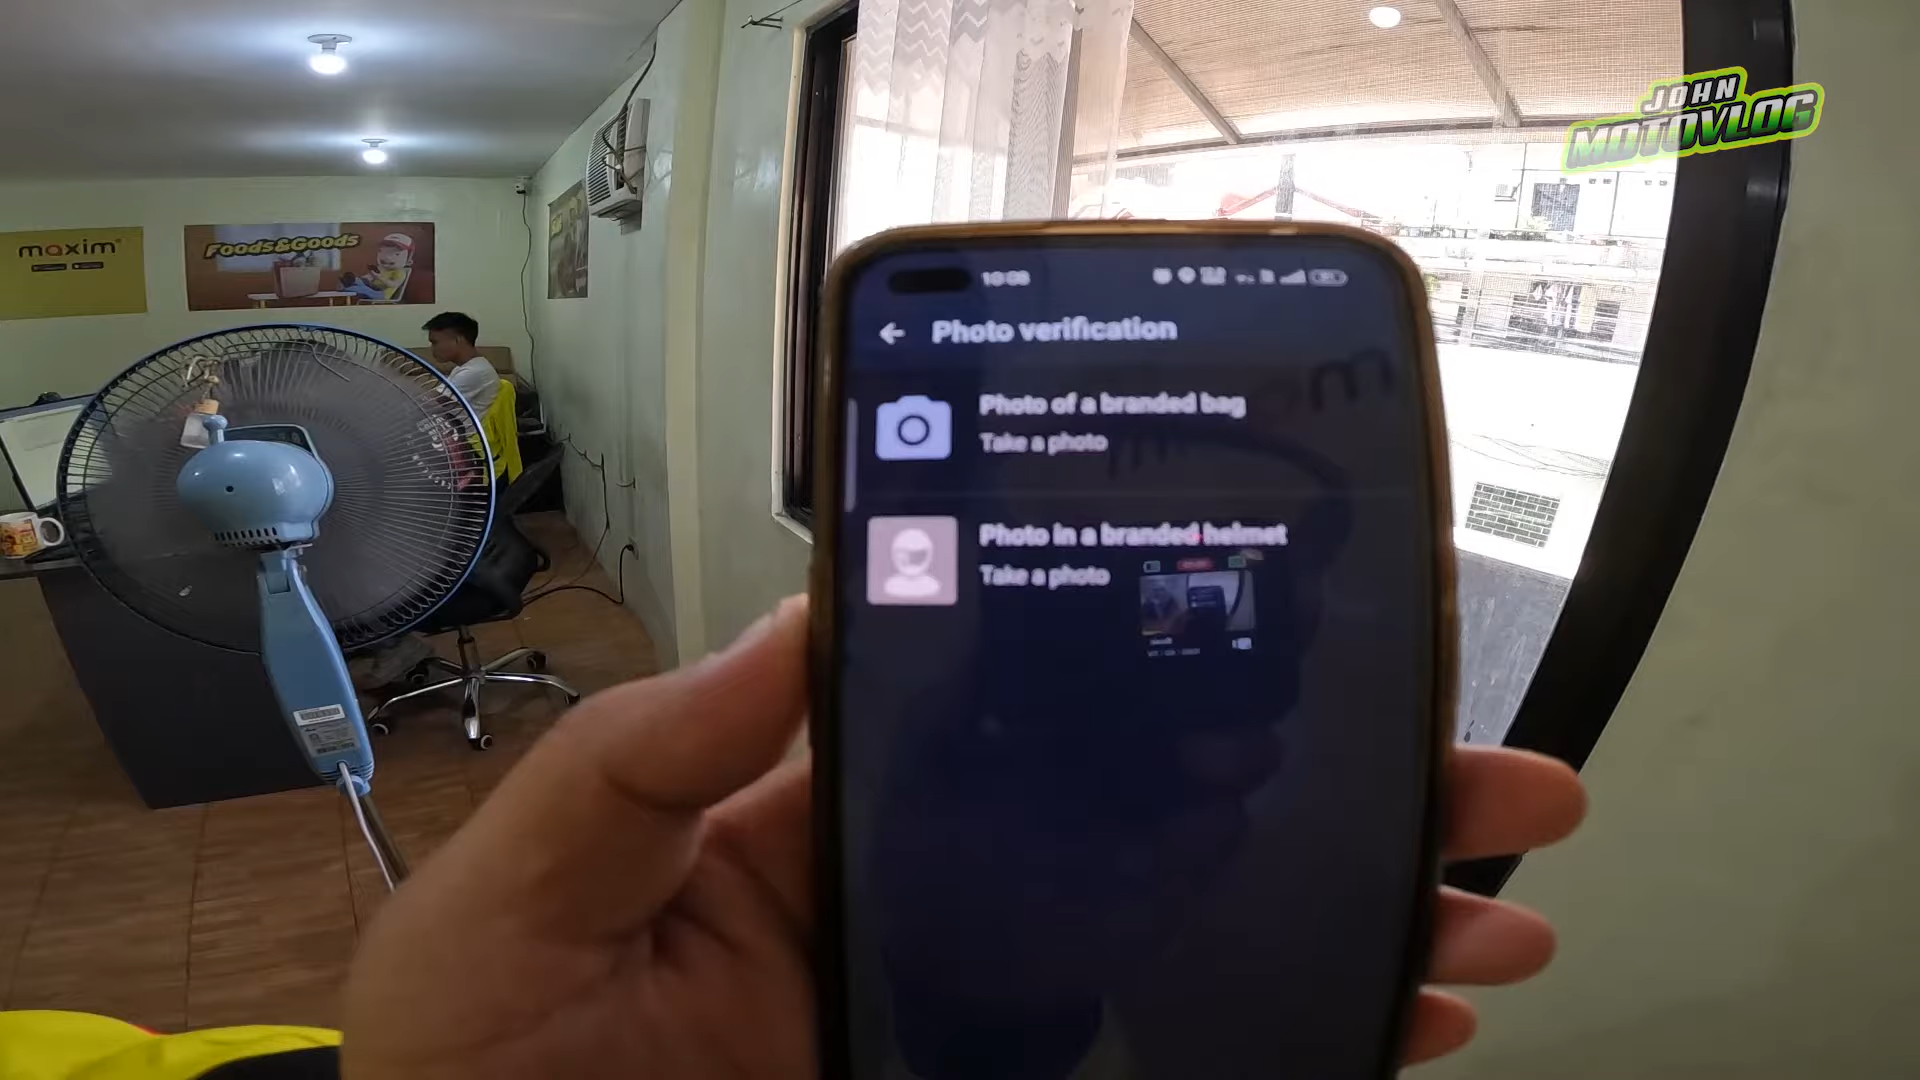 JOHN
MOTOVLOG
maxim
Foods&Goods
10:08
Photo verification
Photo of a branded bag
Take a photo
Photo in a branded helmet
Take a photo